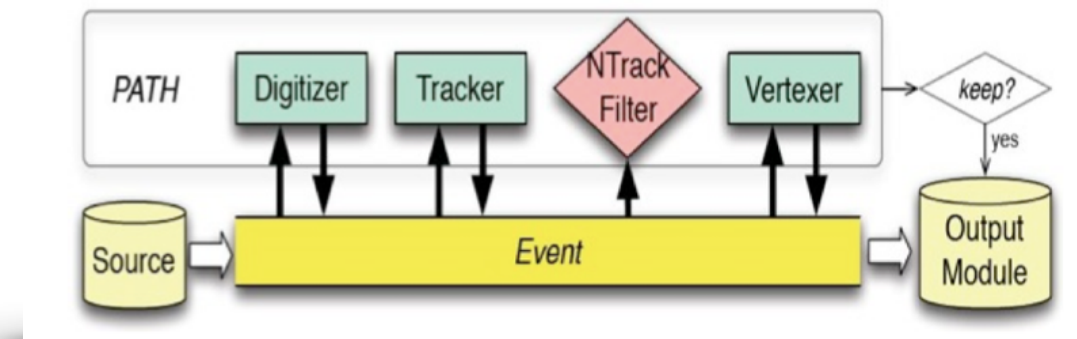 PATH
Digitizer
Tracker
NTrack
Filter
Vertexer
keep?
yes
Source
Event
Output
Module